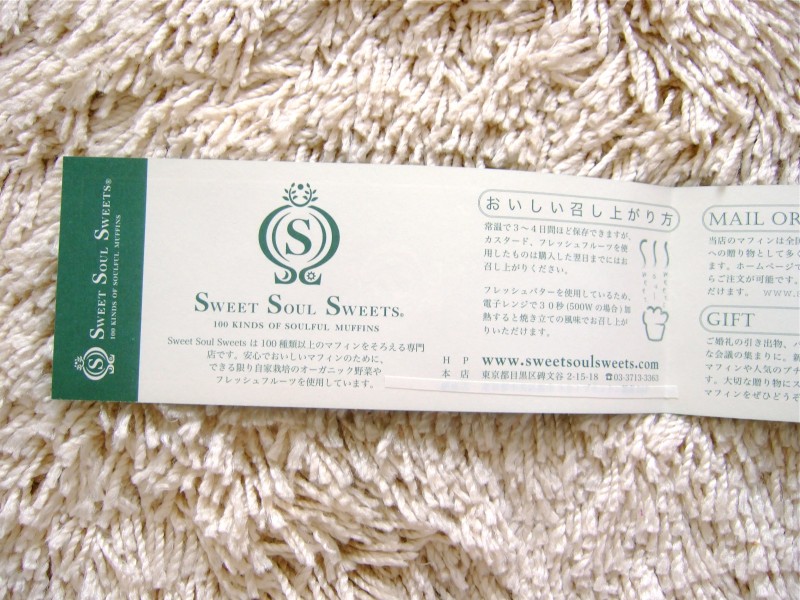 SWEET SOUL SWEETS®
100 KINDS OF SOULFUL MUFFINS
S
S
SWEET SOUL SWEETS®
100 KINDS OF SOULFUL MUFFINS
Sweet Soul Sweets は 100 種類以上のマフィンをそろえる専門
店です。安心でおいしいマフィンのために、
できる限り自家栽培のオーガニック野菜や
フレッシュフルーツを使用しています。
おいしい召し上がり方
常温で3〜4日間ほど保存できますが、
カスタード、フレッシュフルーツを使
用したものは購入した翌日までにはお
召し上がりください。
フレッシュバターを使用しているため、
電子レンジで30秒(500Wの場合)加
熱すると焼き立ての風味でお召し上が
りいただけます。
HP www.sweetsoulsweets.com
本店 東京都目黒区碑文谷 2-15-18 ☎03-3713-3363
MAIL OR
当店のマフィンは全国
への贈り物として多く
ます。ホームページで
らご注文が可能です。
だけます。 www.
GIFT
ご婚礼の引き出物、パ
な会議の集まりに。
マフィンや人気のプチ
す。大切な贈り物にス
マフィンをぜひどうぞ